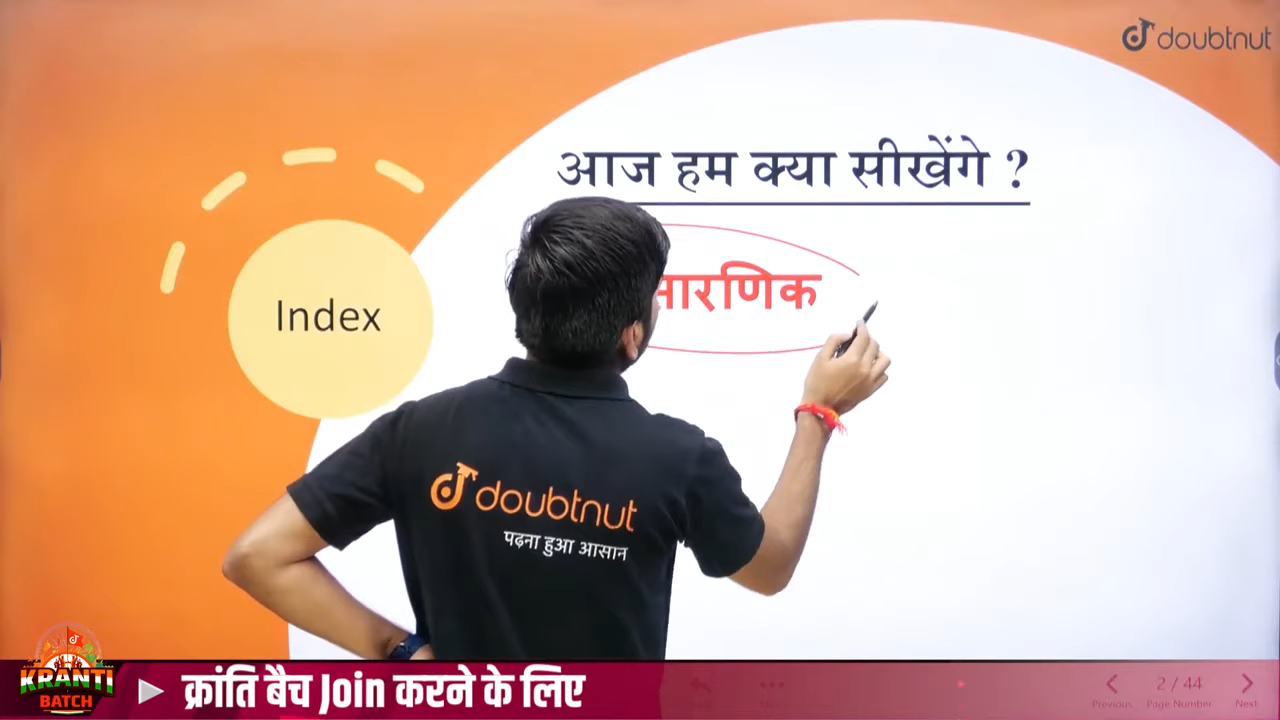 doubtnut
आज हम क्या सीखेंगे ?
सारणिक
Index
doubtnut
पढ़ना हुआ आसान
KRANTI
BATCH
क्रांति बैच Join करने के लिए
2 / 44
Previous
Page Number
Next